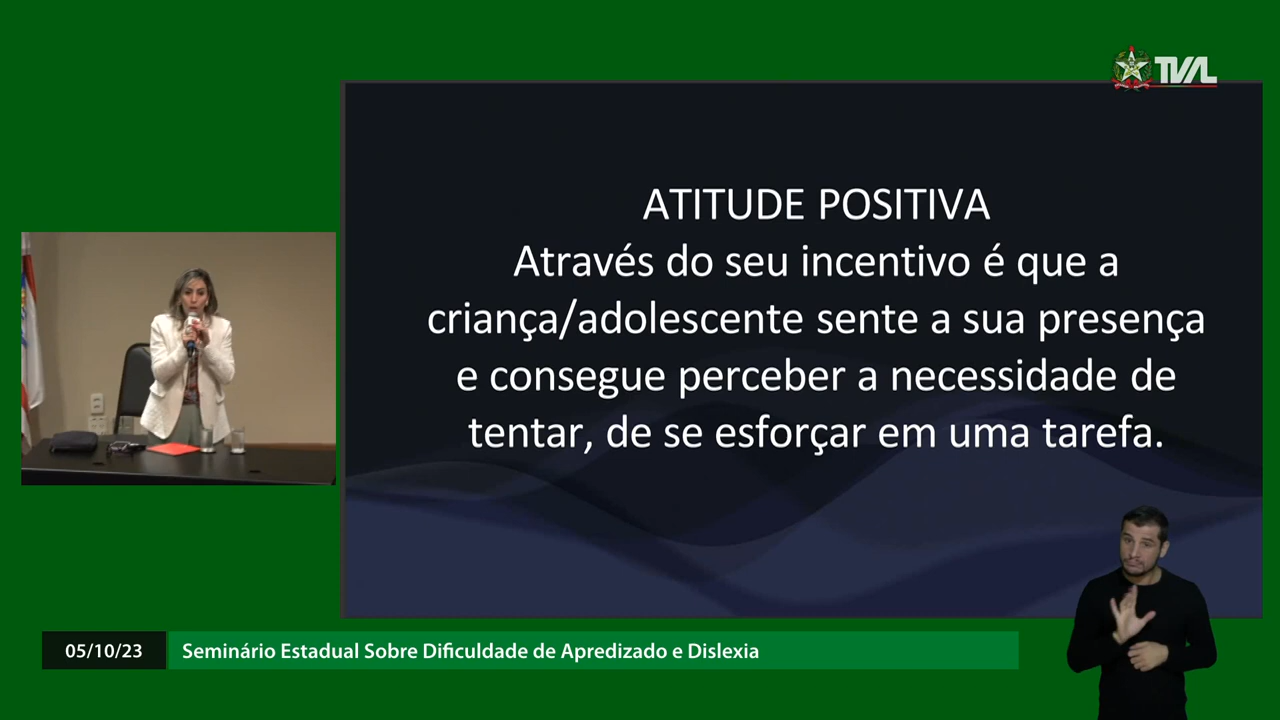 TVAL
ATITUDE POSITIVA
Através do seu incentivo é que a
criança/adolescente sente a sua presença
e consegue perceber a necessidade de
tentar, de se esforçar em uma tarefa.
05/10/23
Seminário Estadual Sobre Dificuldade de Apredizado e Dislexia